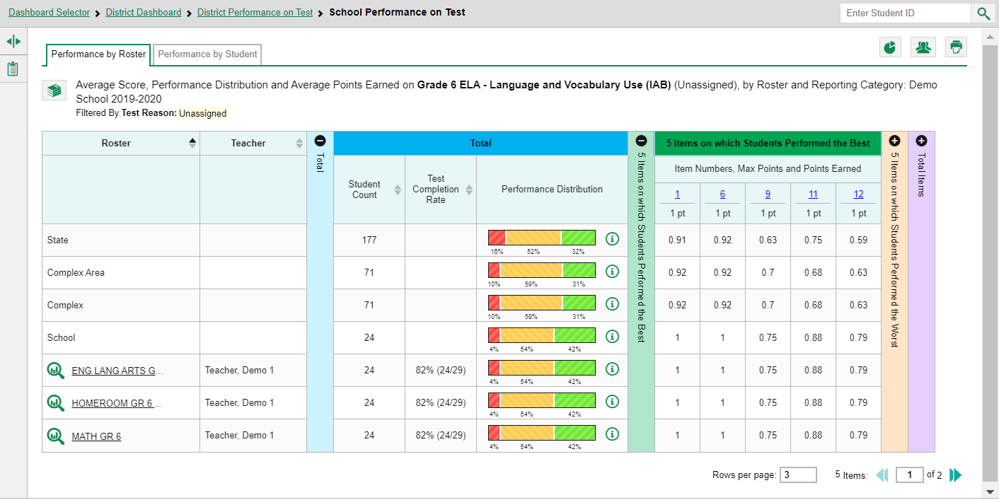 Dashboard Selector > District Dashboard > District Performance on Test > School Performance on Test
Enter Student ID
Performance by Roster
Performance by Student
Average Score, Performance Distribution and Average Points Earned on Grade 6 ELA - Language and Vocabulary Use (IAB) (Unassigned), by Roster and Reporting Category: Demo
School 2019-2020
Filtered By Test Reason: Unassigned
Roster
Teacher
Total
Total
5 Items on which Students Performed the Best
5 Items on which Students Performed the Best
5 Items on which Students Performed the Worst
Total Items
Student
Count
Test
Completion
Rate
Performance Distribution
Item Numbers, Max Points and Points Earned
1 6 9 11 12
1 pt 1 pt 1 pt 1 pt 1 pt
State 177 0.91 0.92 0.63 0.75 0.59
16% 52% 32%
Complex Area 71 0.92 0.92 0.7 0.68 0.63
10% 59% 31%
Complex 71 0.92 0.92 0.7 0.68 0.63
10% 59% 31%
School 24 1 1 0.75 0.88 0.79
4% 54% 42%
ENG LANG ARTS G... Teacher, Demo 1 24 82% (24/29) 1 1 0.75 0.88 0.79
4% 54% 42%
HOMEROOM GR 6 ... Teacher, Demo 1 24 82% (24/29) 1 1 0.75 0.88 0.79
4% 54% 42%
MATH GR 6 Teacher, Demo 1 24 82% (24/29) 1 1 0.75 0.88 0.79
4% 54% 42%
Rows per page: 3 5 Items: 1 of 2